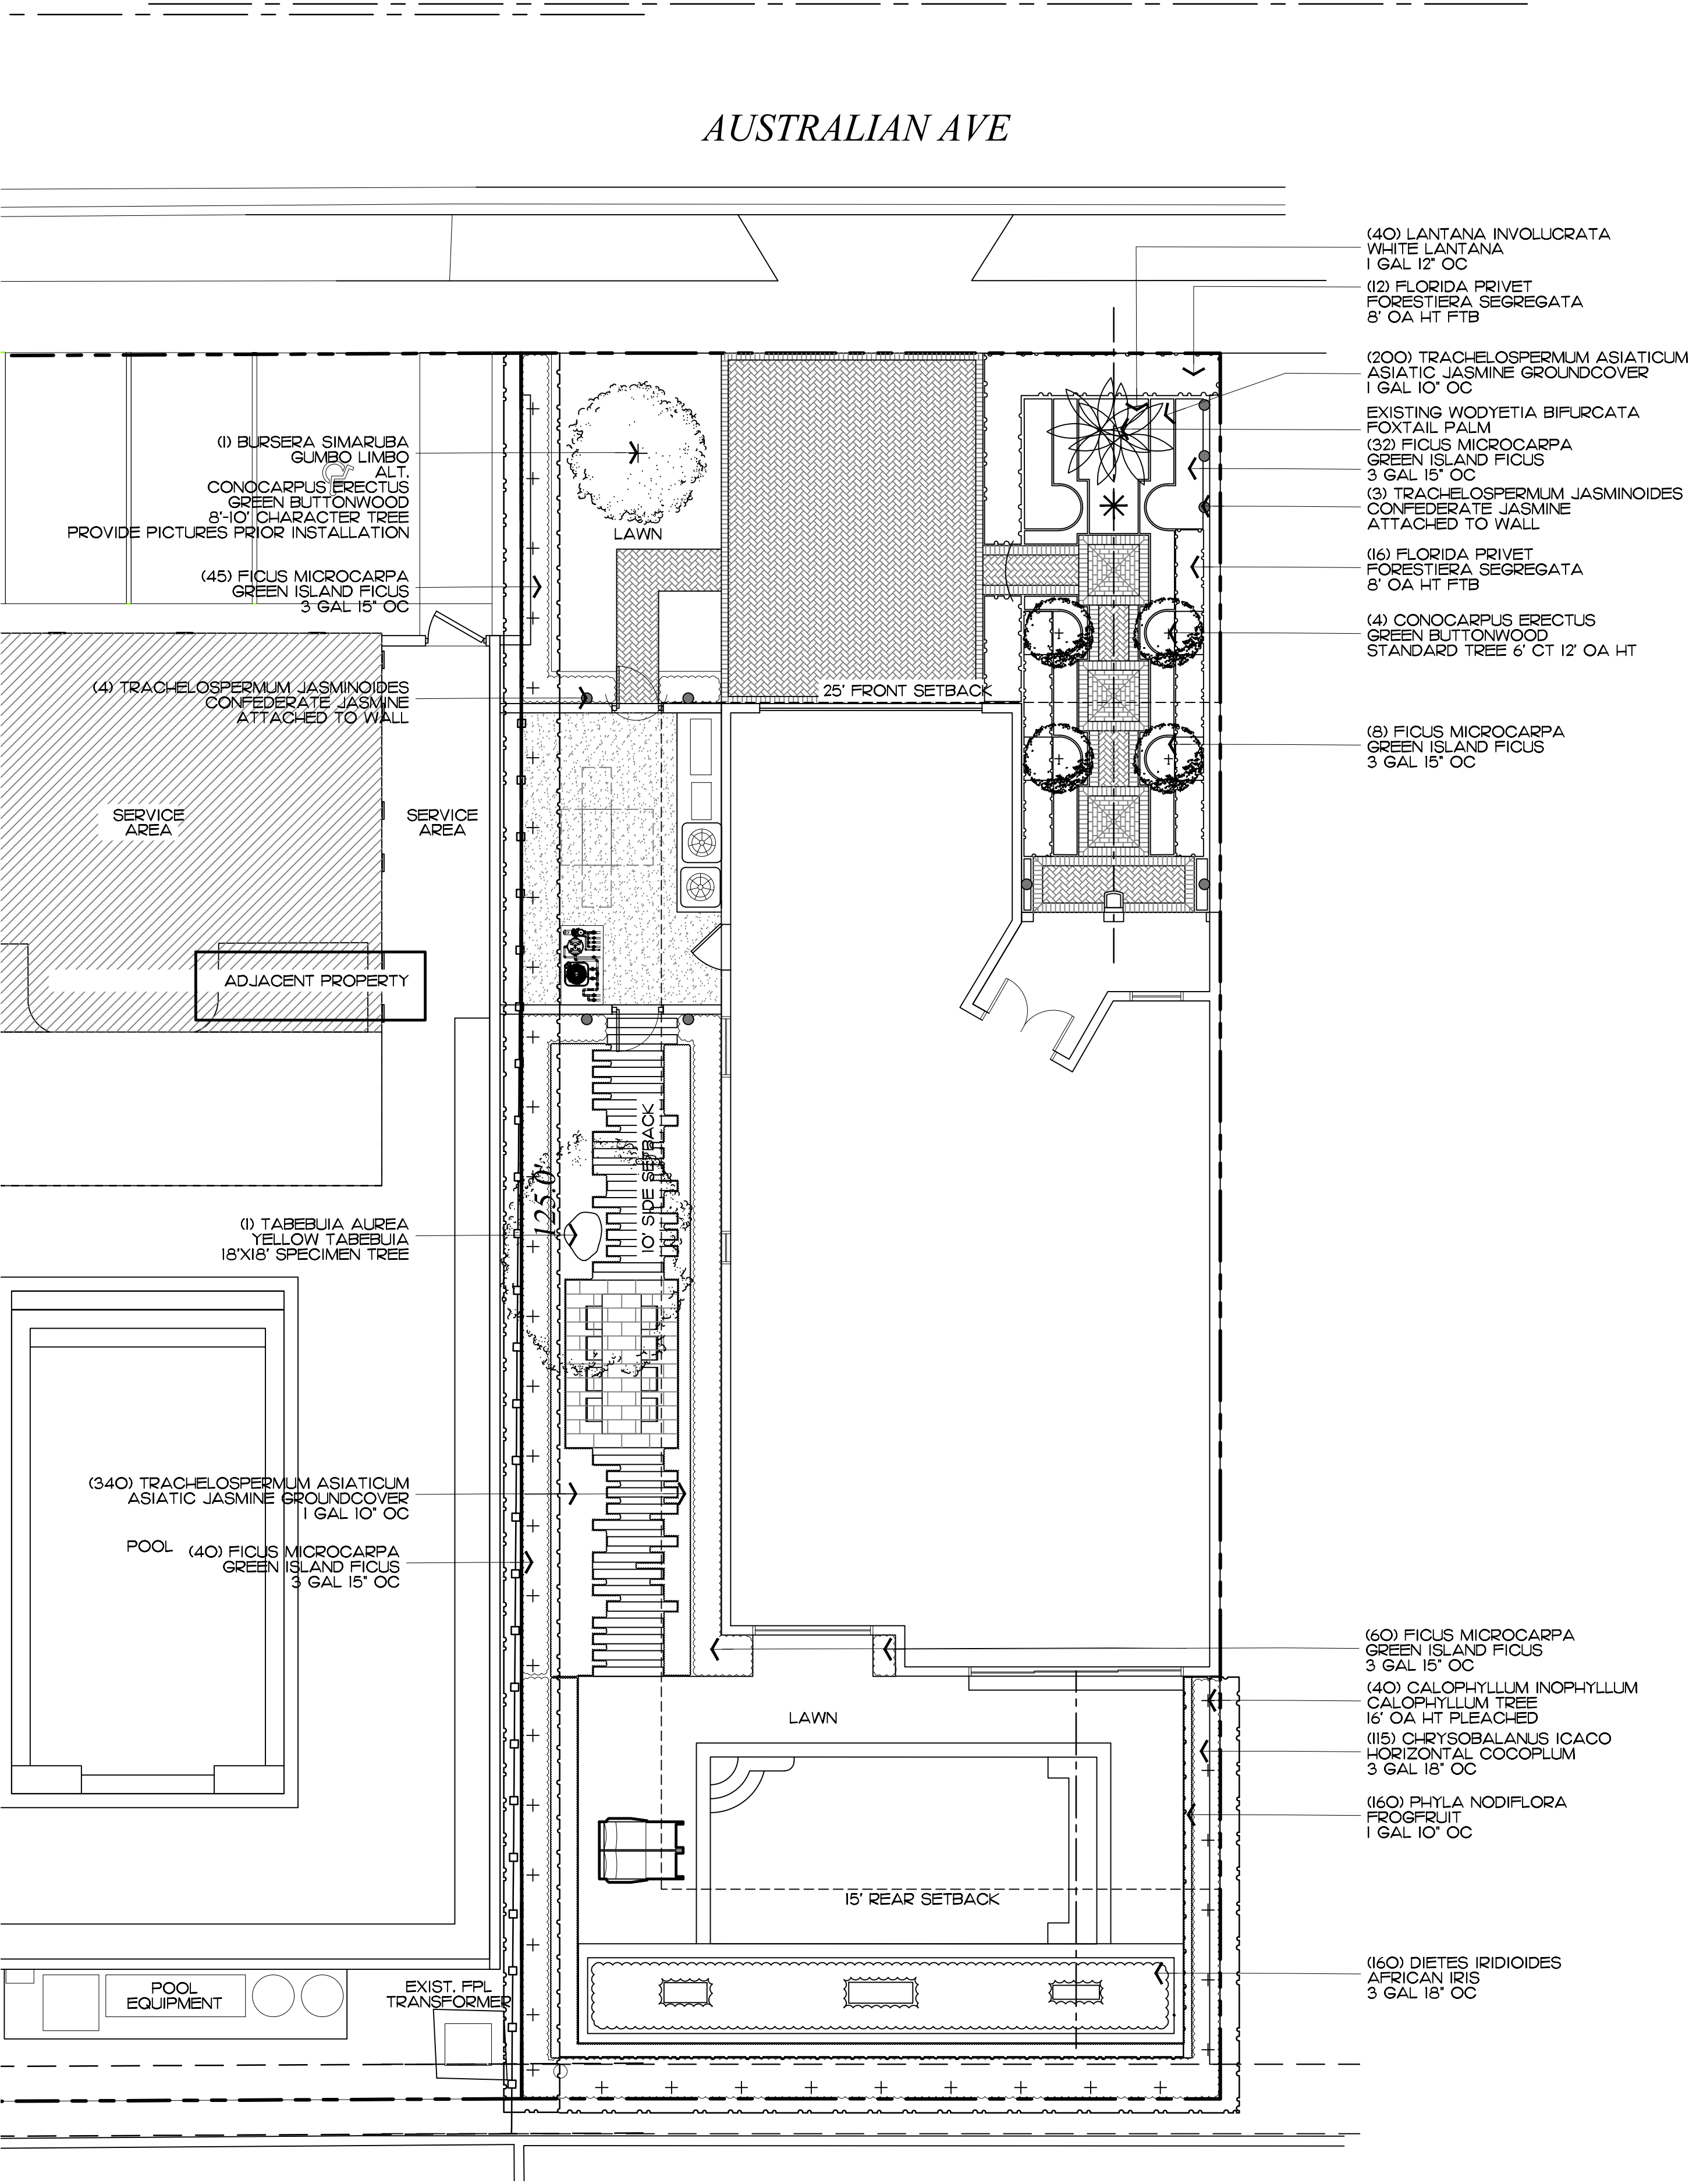 AUSTRALIAN AVE
(40) LANTANA INVOLUCRATA
WHITE LANTANA
1 GAL 12" OC
(12) FLORIDA PRIVET
FORESTIERA SEGREGATA
8' OA HT FTB
(200) TRACHELOSPERMUM ASIATICUM
ASIATIC JASMINE GROUNDCOVER
1 GAL 10" OC
EXISTING WODYETIA BIFURCATA
FOXTAIL PALM
(32) FICUS MICROCARPA
GREEN ISLAND FICUS
3 GAL 15" OC
(3) TRACHELOSPERMUM JASMINOIDES
CONFEDERATE JASMINE
ATTACHED TO WALL
(16) FLORIDA PRIVET
FORESTIERA SEGREGATA
8' OA HT FTB
(4) CONOCARPUS ERECTUS
GREEN BUTTONWOOD
STANDARD TREE 6' CT 12' OA HT
(8) FICUS MICROCARPA
GREEN ISLAND FICUS
3 GAL 15" OC
(1) BURSERA SIMARUBA
GUMBO LIMBO
ALT.
CONOCARPUS ERECTUS
GREEN BUTTONWOOD
8'-10' CHARACTER TREE
PROVIDE PICTURES PRIOR INSTALLATION
LAWN
(45) FICUS MICROCARPA
GREEN ISLAND FICUS
3 GAL 15" OC
(4) TRACHELOSPERMUM JASMINOIDES
CONFEDERATE JASMINE
ATTACHED TO WALL
25' FRONT SETBACK
SERVICE
AREA
SERVICE
AREA
ADJACENT PROPERTY
10' SIDE SETBACK
125.0'
(1) TABEBUIA AUREA
YELLOW TABEBUIA
18'X18' SPECIMEN TREE
(340) TRACHELOSPERMUM ASIATICUM
ASIATIC JASMINE GROUNDCOVER
1 GAL 10" OC
POOL
(40) FICUS MICROCARPA
GREEN ISLAND FICUS
3 GAL 15" OC
(60) FICUS MICROCARPA
GREEN ISLAND FICUS
3 GAL 15" OC
(40) CALOPHYLLUM INOPHYLLUM
CALOPHYLLUM TREE
16' OA HT PLEACHED
(115) CHRYSOBALANUS ICACO
HORIZONTAL COCOPLUM
3 GAL 18" OC
(160) PHYLA NODIFLORA
FROGFRUIT
1 GAL 10" OC
LAWN
15' REAR SETBACK
(160) DIETES IRIDIOIDES
AFRICAN IRIS
3 GAL 18" OC
POOL
EQUIPMENT
EXIST. FPL
TRANSFORMER